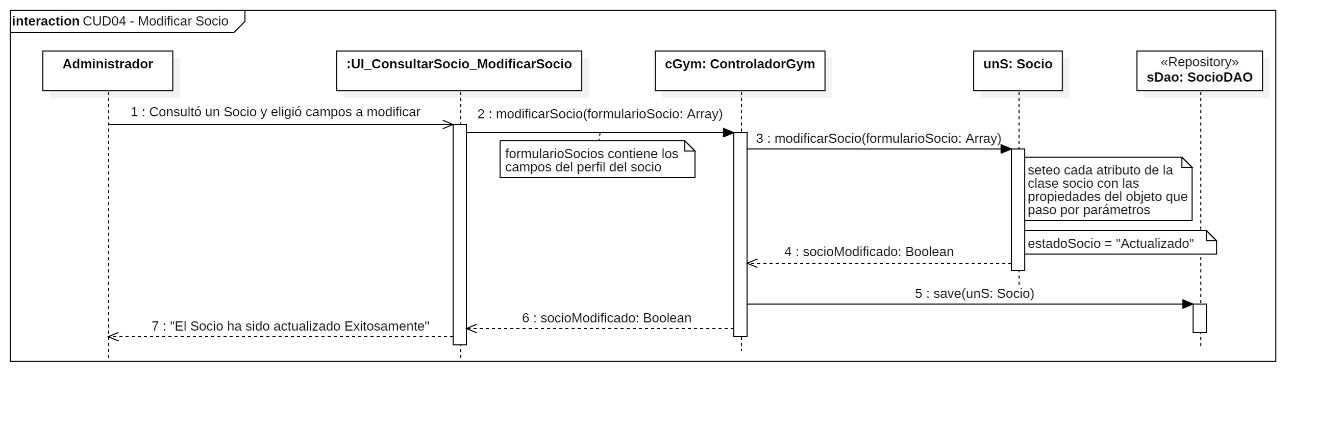 interaction CUD04 - Modificar Socio
Administrador
:UI_ConsultarSocio_ModificarSocio
cGym: ControladorGym
unS: Socio
«Repository»
sDao: SocioDAO
1 : Consultó un Socio y eligió campos a modificar
2 : modificarSocio(formularioSocio: Array)
3 : modificarSocio(formularioSocio: Array)
formularioSocios contiene los
campos del perfil del socio
seteo cada atributo de la
clase socio con las
propiedades del objeto que
paso por parámetros
estadoSocio = "Actualizado"
4 : socioModificado: Boolean
5 : save(unS: Socio)
6 : socioModificado: Boolean
7 : "El Socio ha sido actualizado Exitosamente"